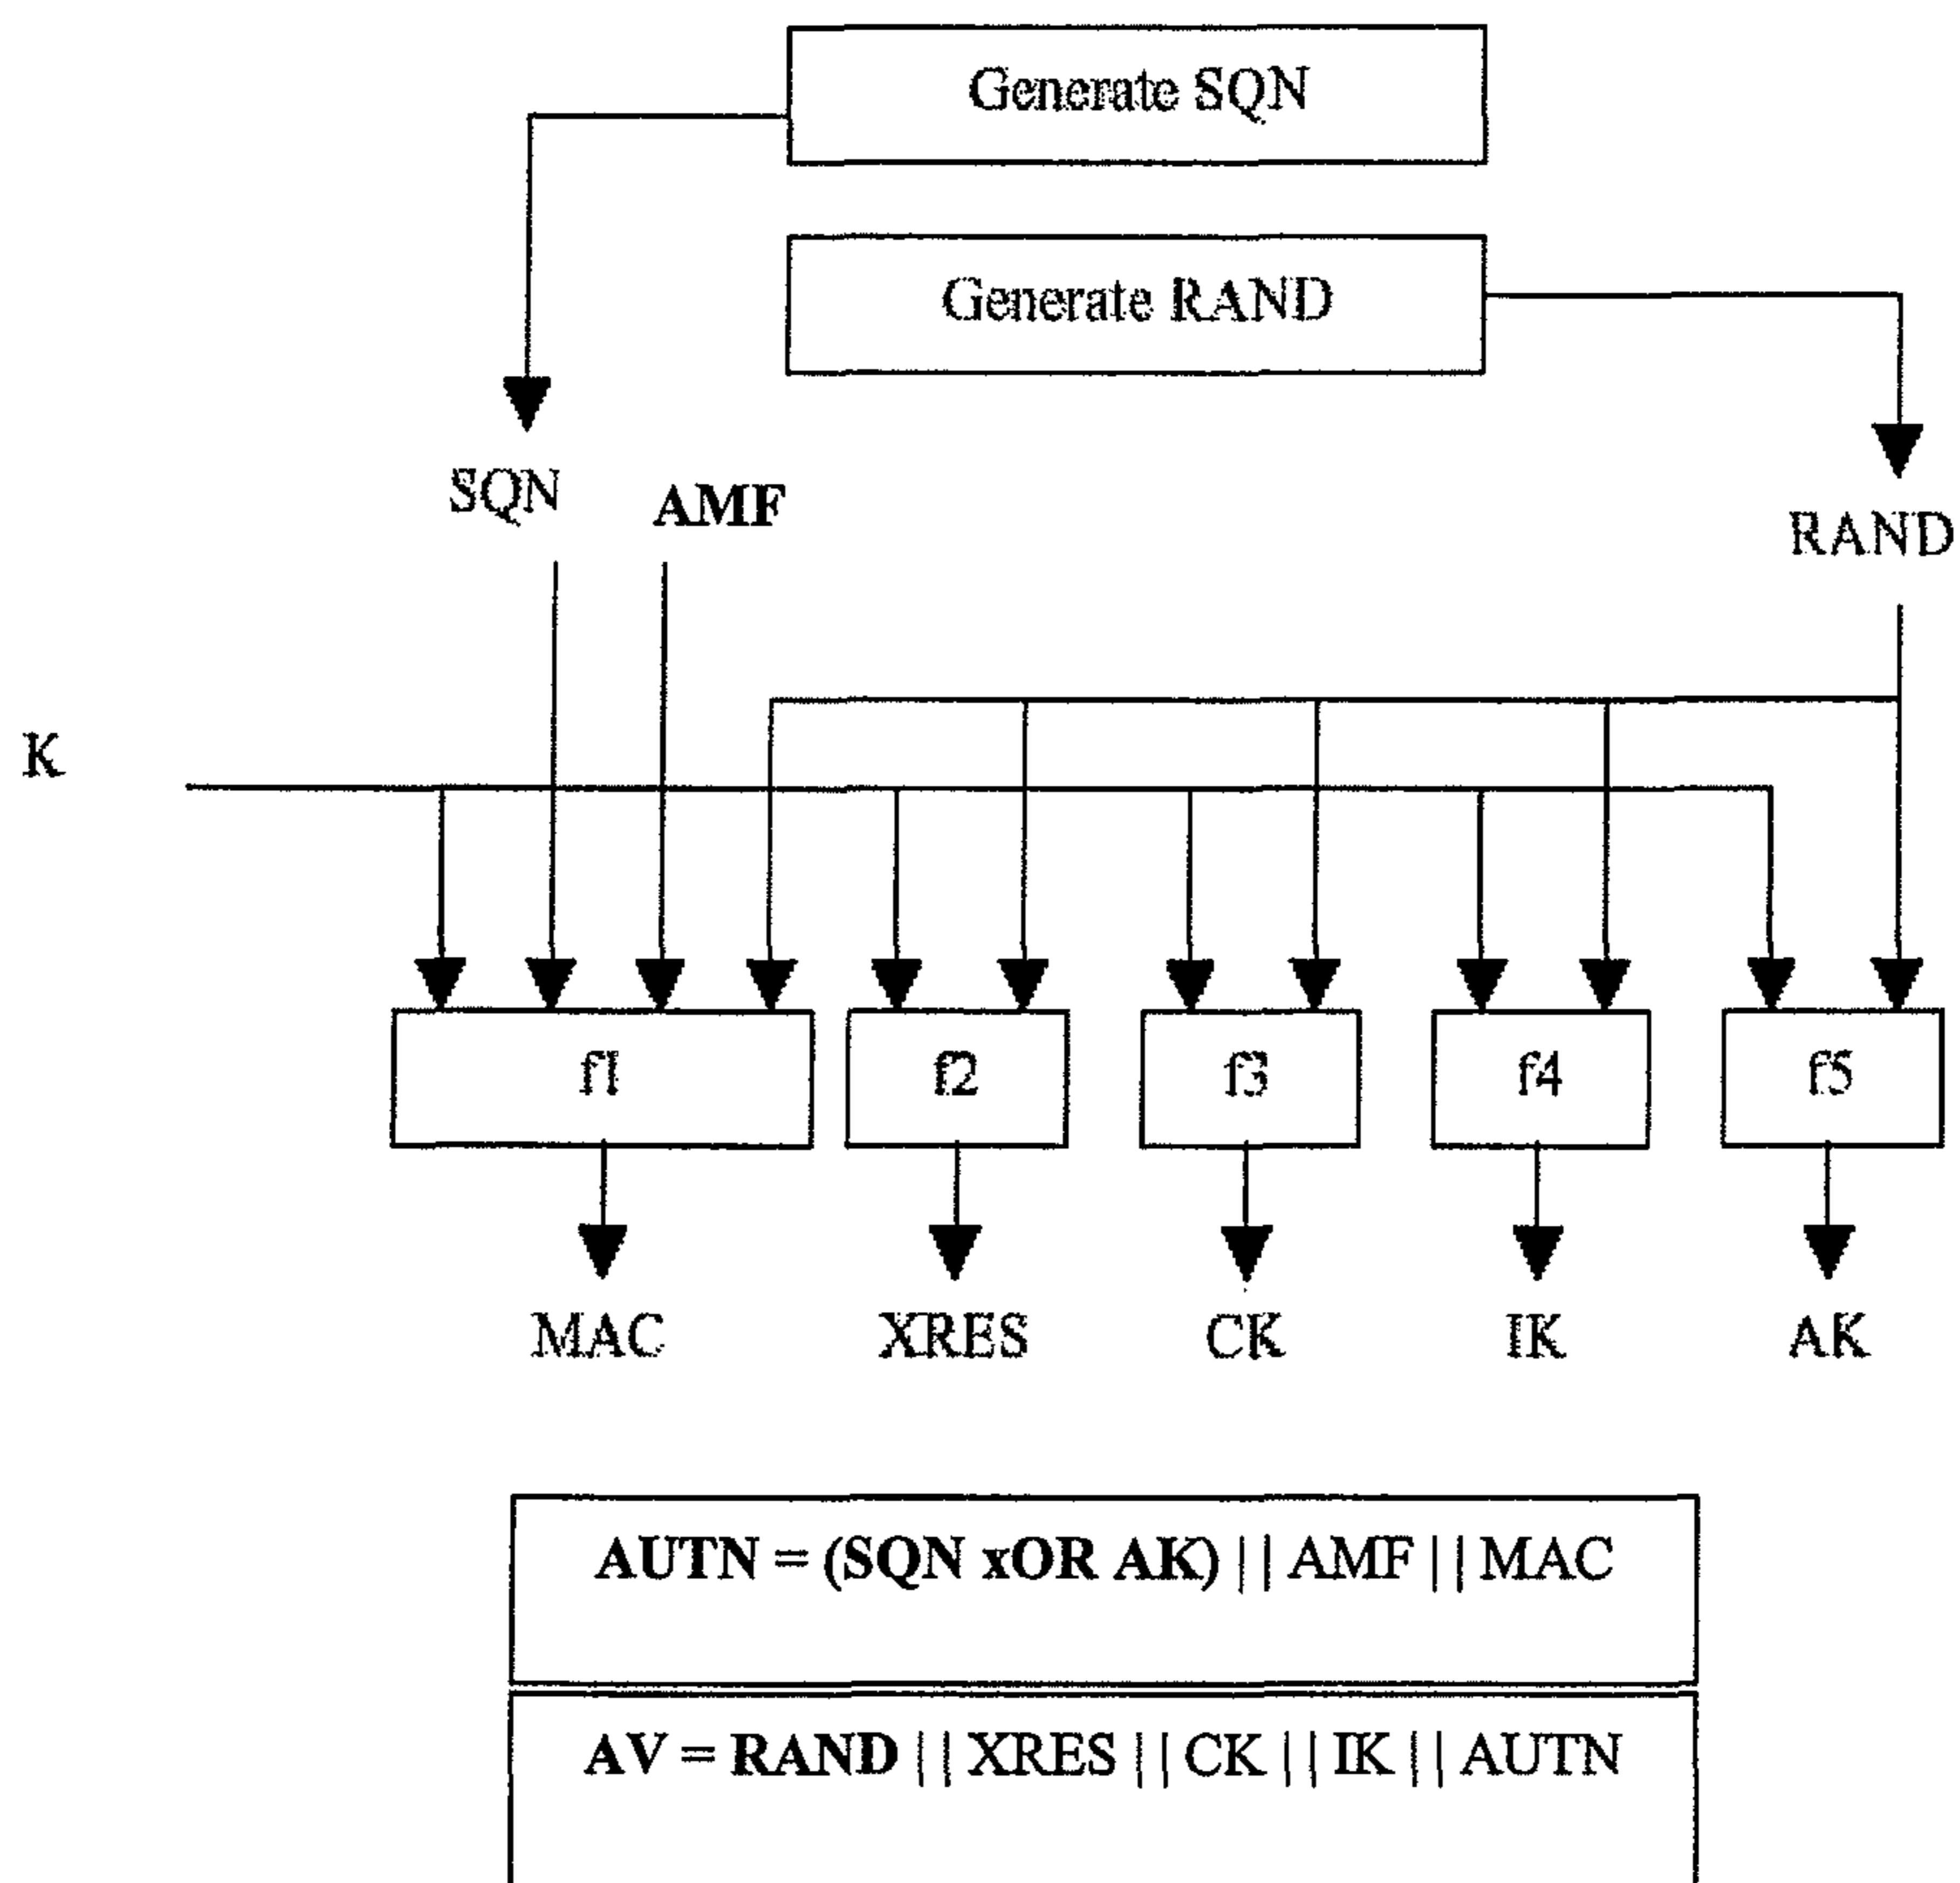 Generate SQN
Generate RAND
SQN
AMF
RAND
K
f1
f2
f3
f4
f5
MAC
XRES
CK
IK
AK
AUTN = (SQN xOR AK) || AMF || MAC
AV = RAND || XRES || CK || IK || AUTN